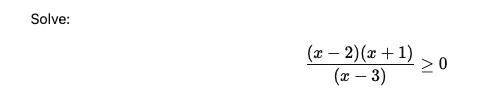 Solve:
(x − 2)(x + 1)
(x − 3)
≥ 0